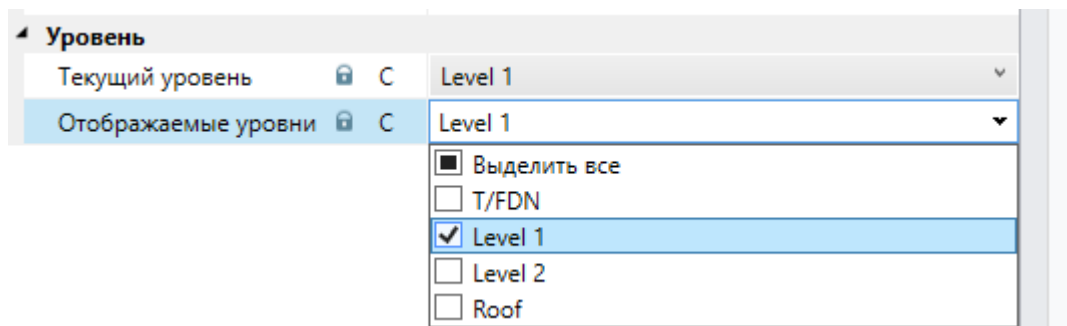 Уровень
Текущий уровень C Level 1
Отображаемые уровни C Level 1
Выделить все
T/FDN
Level 1
Level 2
Roof